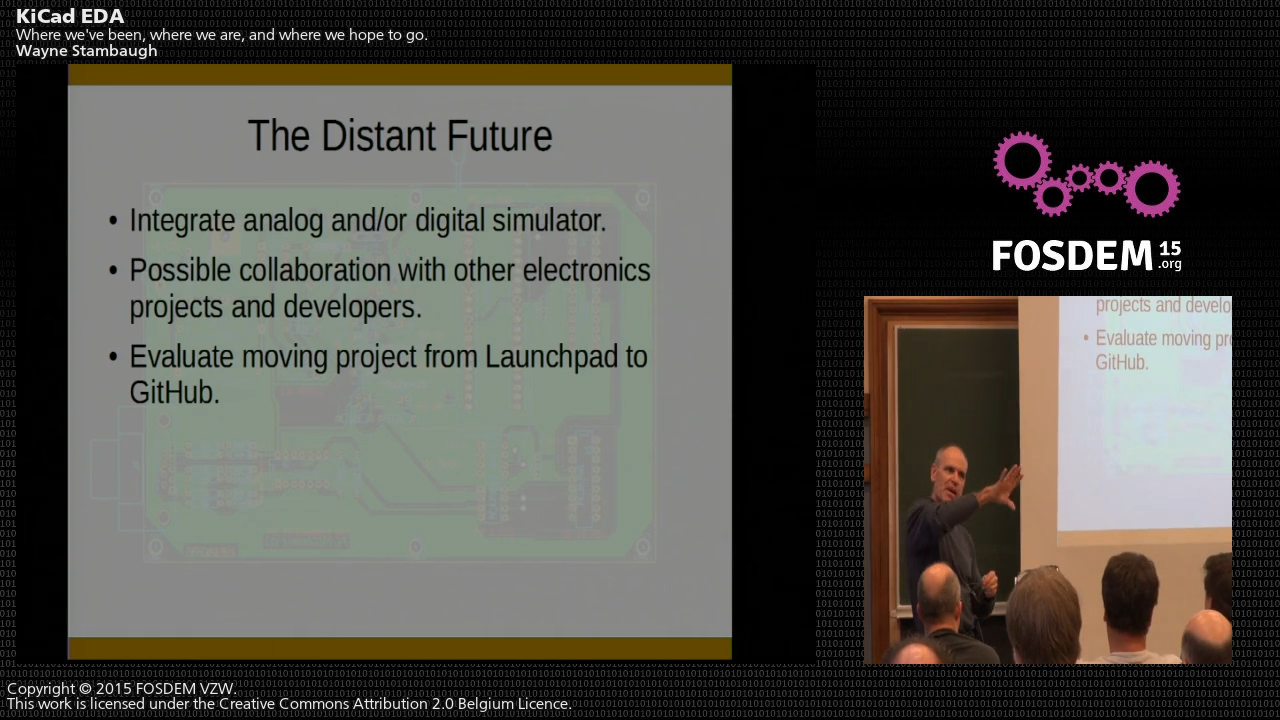 KiCad EDA
Where we've been, where we are, and where we hope to go.
Wayne Stambaugh
The Distant Future
• Integrate analog and/or digital simulator.
• Possible collaboration with other electronics
projects and developers.
• Evaluate moving project from Launchpad to
GitHub.
FOSDEM 15
.org
projects and develo
• Evaluate moving pr
GitHub.
Copyright © 2015 FOSDEM VZW.
This work is licensed under the Creative Commons Attribution 2.0 Belgium Licence.